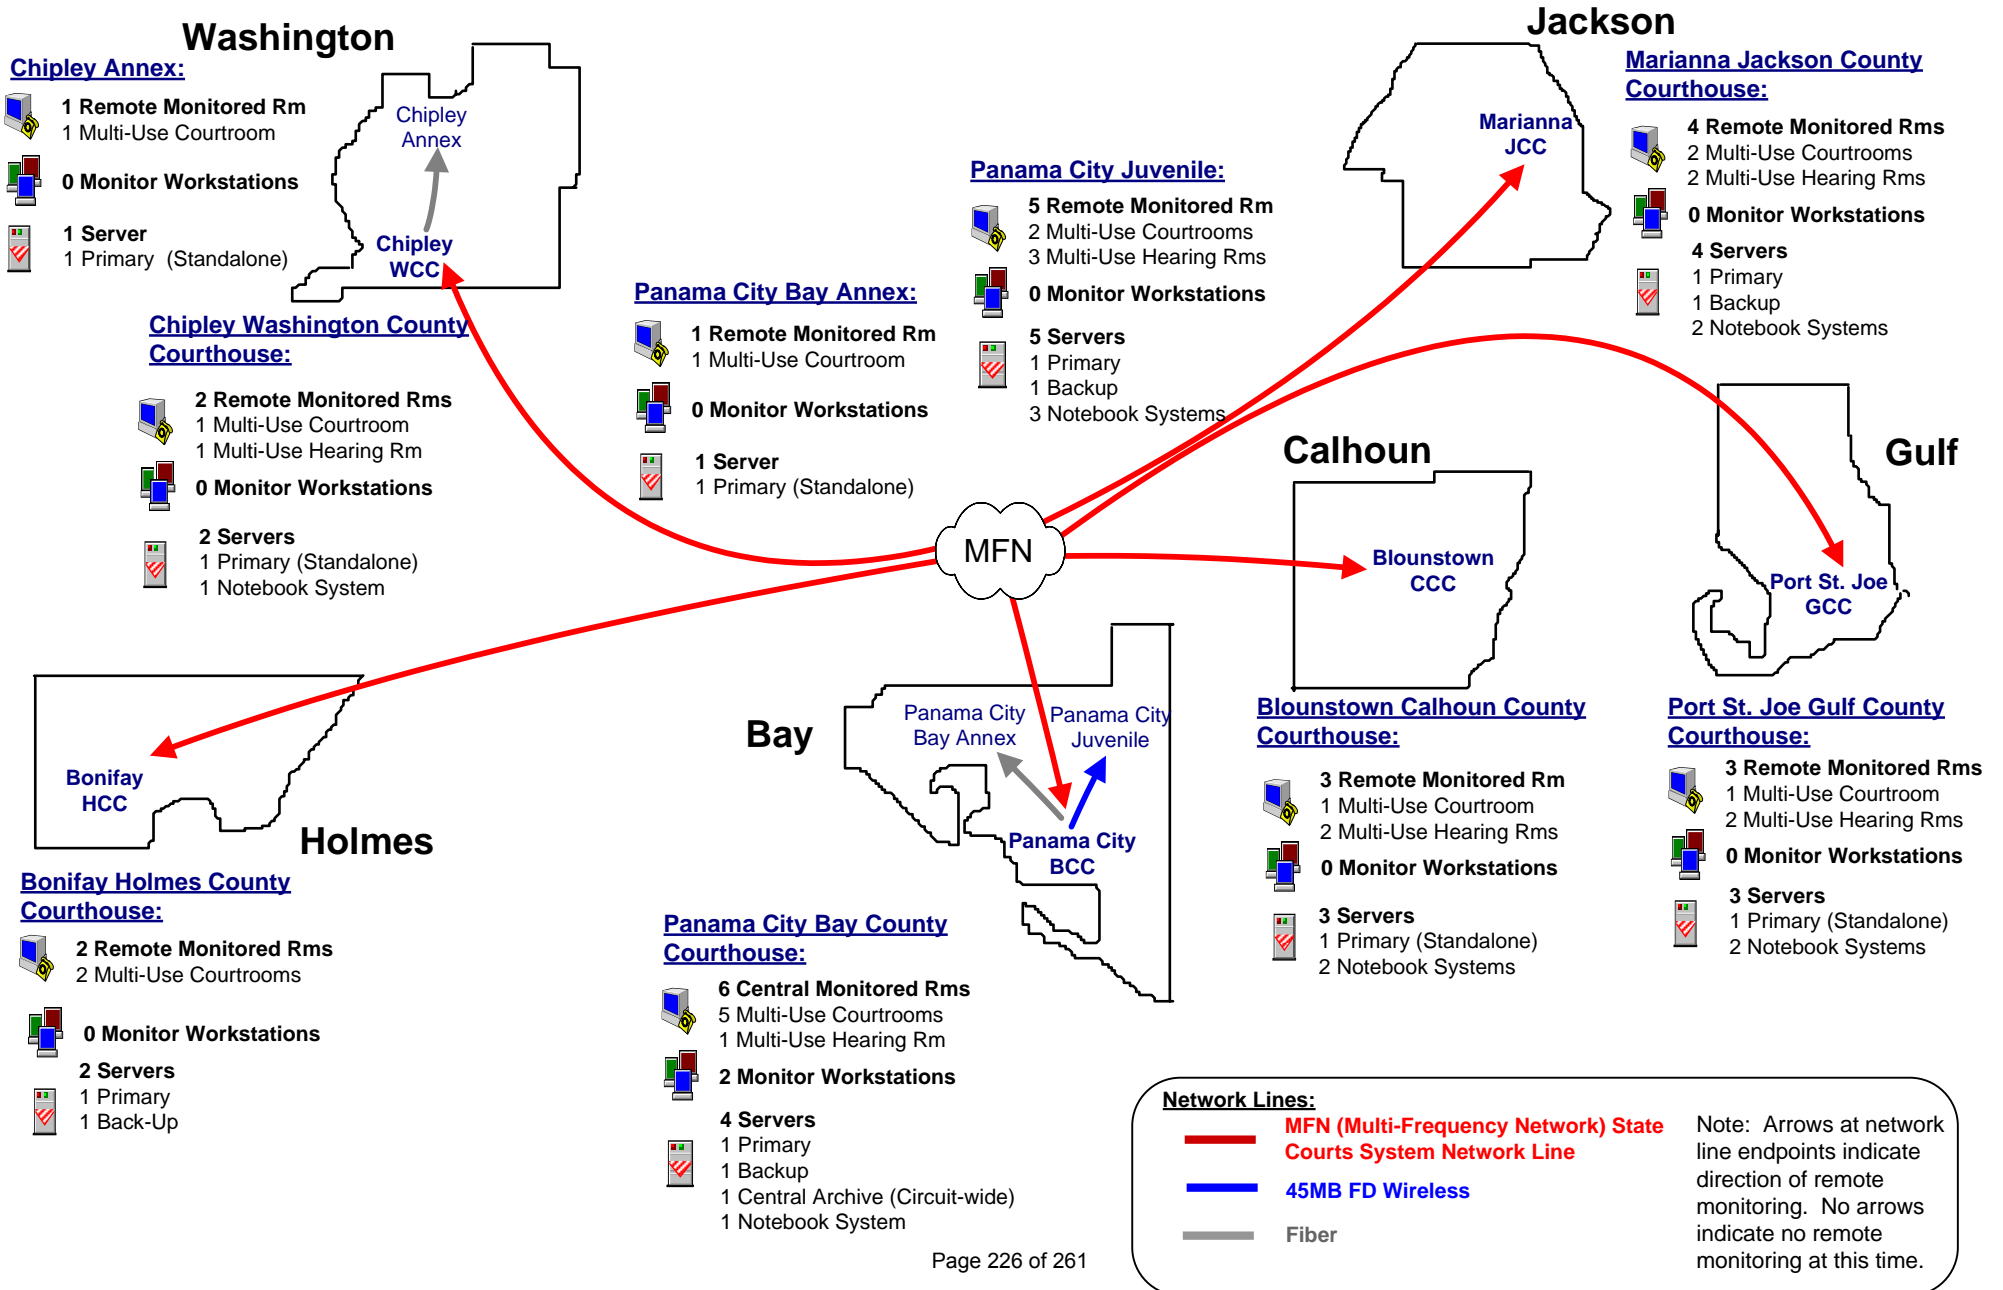 Washington
Chipley Annex:
1 Remote Monitored Rm
1 Multi-Use Courtroom
0 Monitor Workstations
1 Server
1 Primary (Standalone)
Chipley
Annex
Chipley
WCC
Chipley Washington County
Courthouse:
2 Remote Monitored Rms
1 Multi-Use Courtroom
1 Multi-Use Hearing Rm
0 Monitor Workstations
2 Servers
1 Primary (Standalone)
1 Notebook System
Panama City Bay Annex:
1 Remote Monitored Rm
1 Multi-Use Courtroom
0 Monitor Workstations
1 Server
1 Primary (Standalone)
Panama City Juvenile:
5 Remote Monitored Rm
2 Multi-Use Courtrooms
3 Multi-Use Hearing Rms
0 Monitor Workstations
5 Servers
1 Primary
1 Backup
3 Notebook Systems
Jackson
Marianna
JCC
Marianna Jackson County
Courthouse:
4 Remote Monitored Rms
2 Multi-Use Courtrooms
2 Multi-Use Hearing Rms
0 Monitor Workstations
4 Servers
1 Primary
1 Backup
2 Notebook Systems
MFN
Calhoun
Blounstown
CCC
Gulf
Port St. Joe
GCC
Bonifay
HCC
Holmes
Bonifay Holmes County
Courthouse:
2 Remote Monitored Rms
2 Multi-Use Courtrooms
0 Monitor Workstations
2 Servers
1 Primary
1 Back-Up
Bay
Panama City
Bay Annex
Panama City
Juvenile
Panama City
BCC
Panama City Bay County
Courthouse:
6 Central Monitored Rms
5 Multi-Use Courtrooms
1 Multi-Use Hearing Rm
2 Monitor Workstations
4 Servers
1 Primary
1 Backup
1 Central Archive (Circuit-wide)
1 Notebook System
Blounstown Calhoun County
Courthouse:
3 Remote Monitored Rm
1 Multi-Use Courtroom
2 Multi-Use Hearing Rms
0 Monitor Workstations
3 Servers
1 Primary (Standalone)
2 Notebook Systems
Port St. Joe Gulf County
Courthouse:
3 Remote Monitored Rms
1 Multi-Use Courtroom
2 Multi-Use Hearing Rms
0 Monitor Workstations
3 Servers
1 Primary (Standalone)
2 Notebook Systems
Network Lines:
MFN (Multi-Frequency Network) State
Courts System Network Line
45MB FD Wireless
Fiber
Note: Arrows at network
line endpoints indicate
direction of remote
monitoring. No arrows
indicate no remote
monitoring at this time.
Page 226 of 261